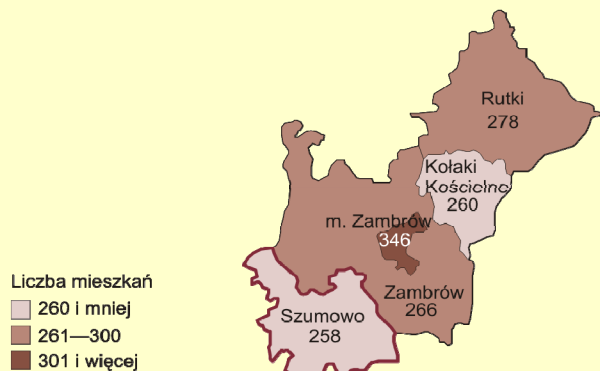 Rutki
278
Kołaki
Kościelne
260
m. Zambrów
346
Zambrów
266
Szumowo
258
Liczba mieszkań
260 i mniej
261—300
301 i więcej